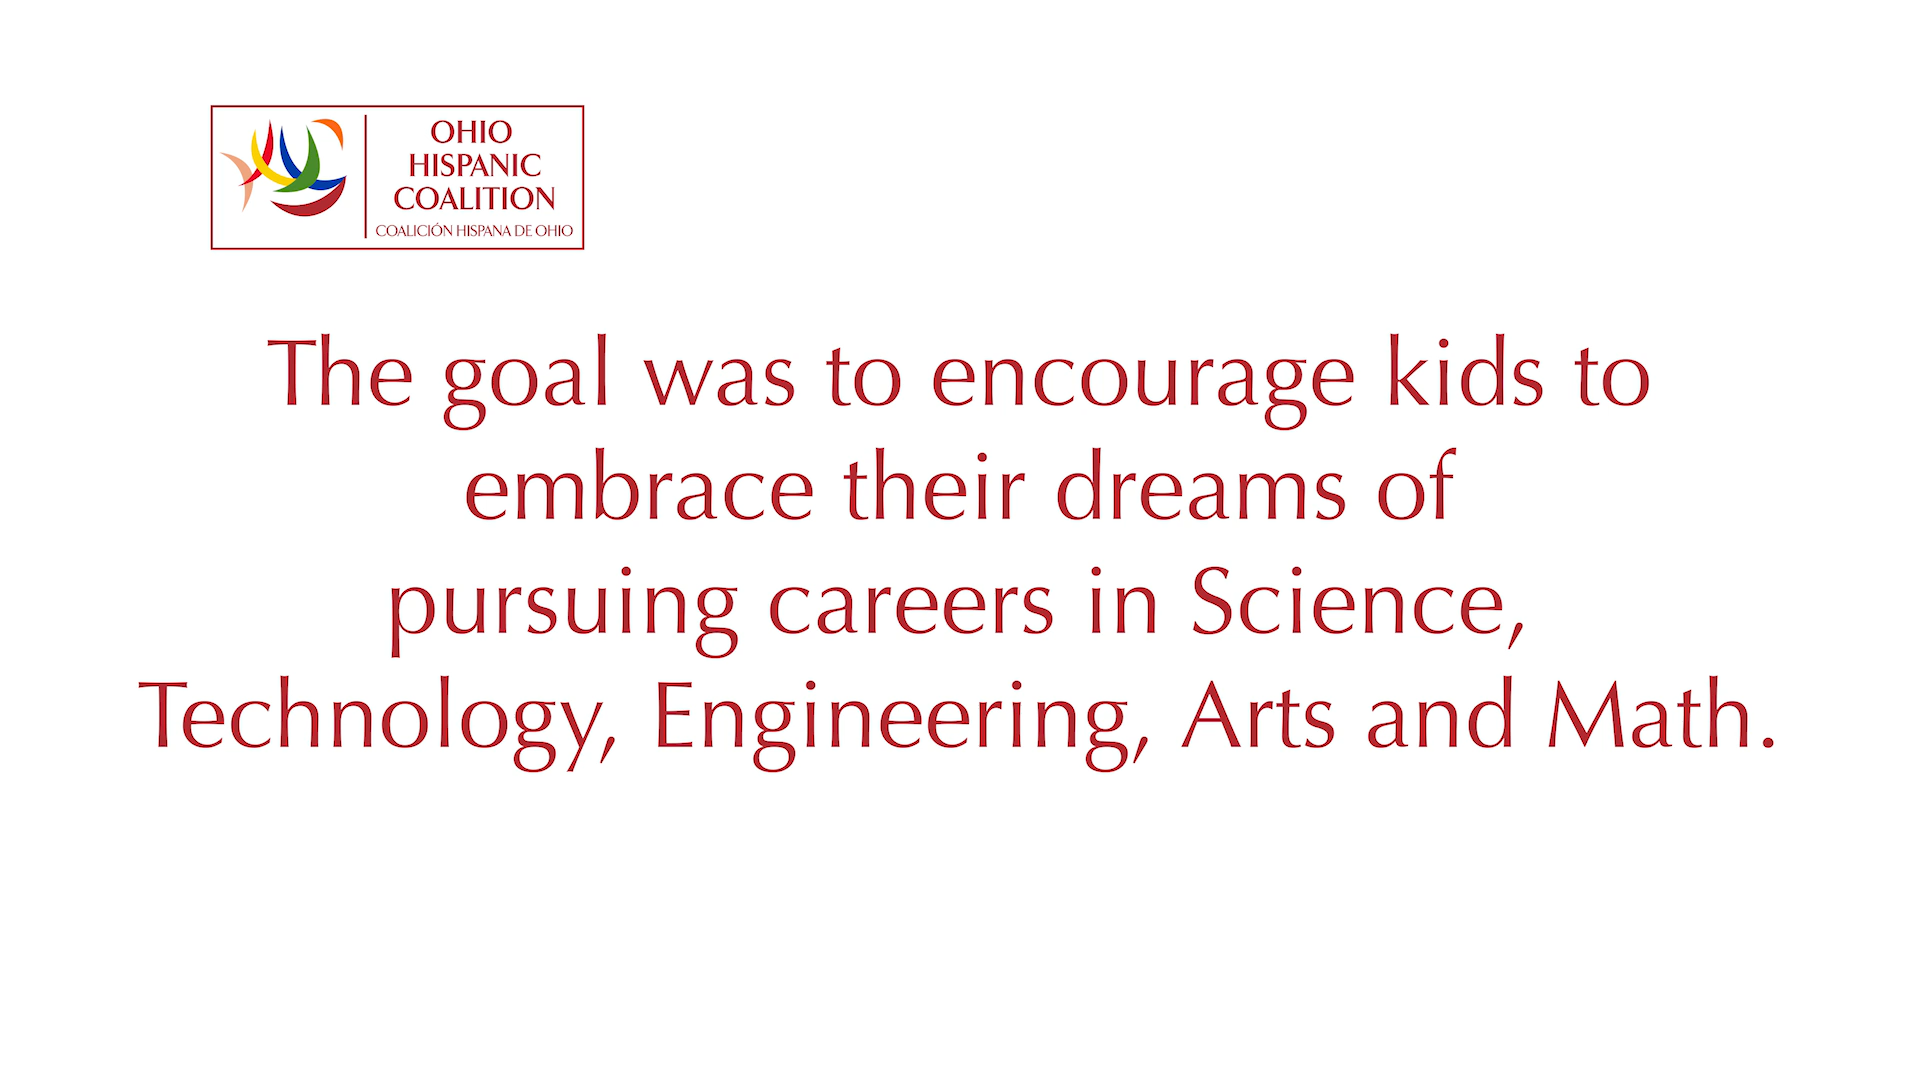 OHIO
HISPANIC
COALITION
COALICIÓN HISPANA DE OHIO
The goal was to encourage kids to
embrace their dreams of
pursuing careers in Science,
Technology, Engineering, Arts and Math.